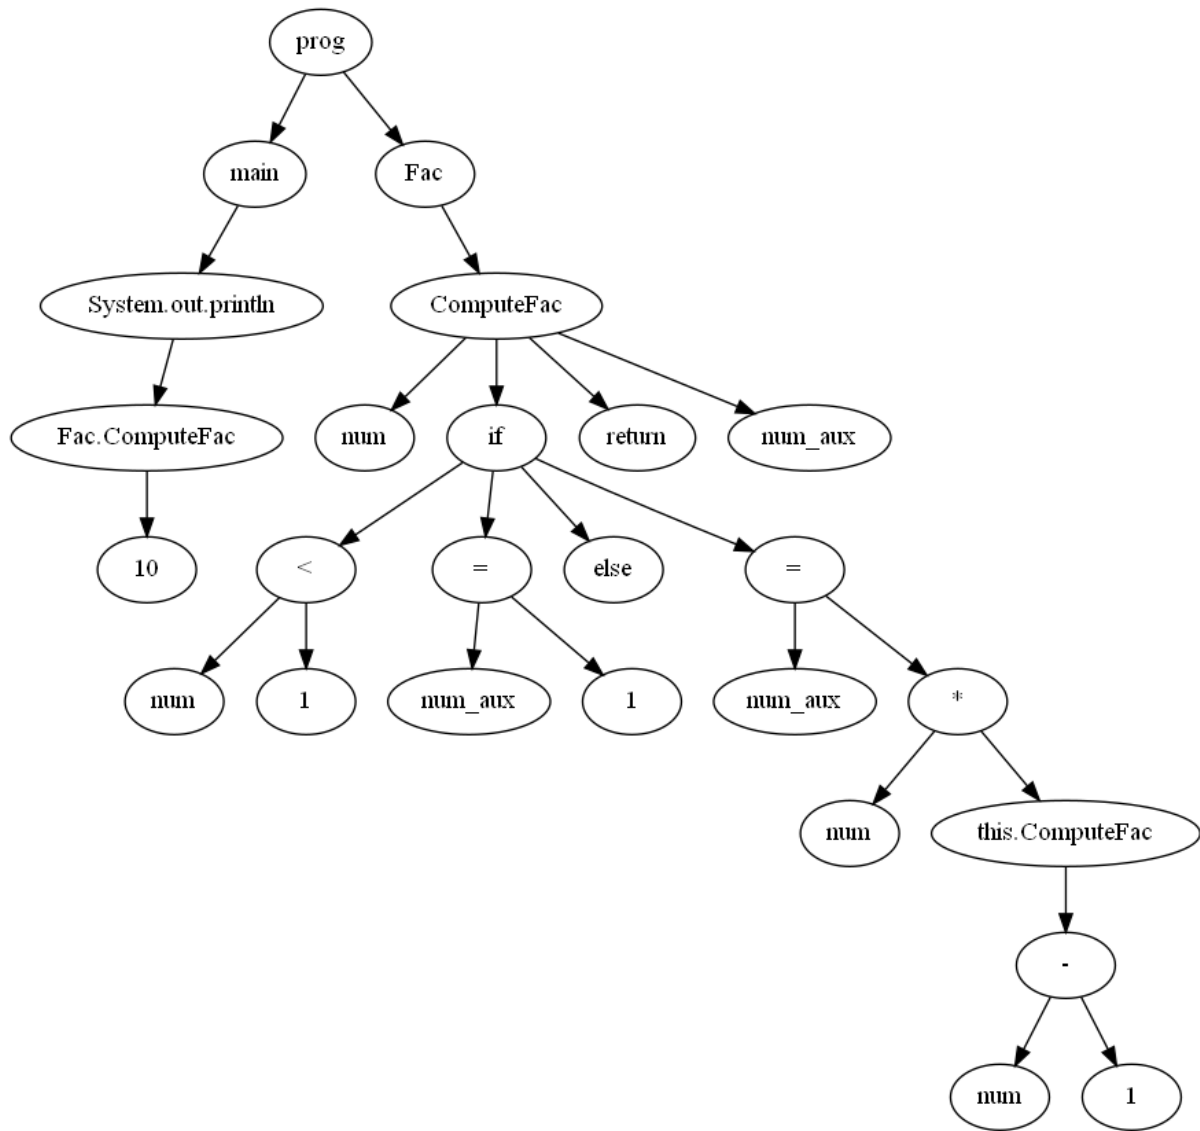 prog
main
Fac
System.out.println
ComputeFac
Fac.ComputeFac
num
if
return
num_aux
10
<
=
else
=
num
1
num_aux
1
num_aux
*
num
this.ComputeFac
-
num
1